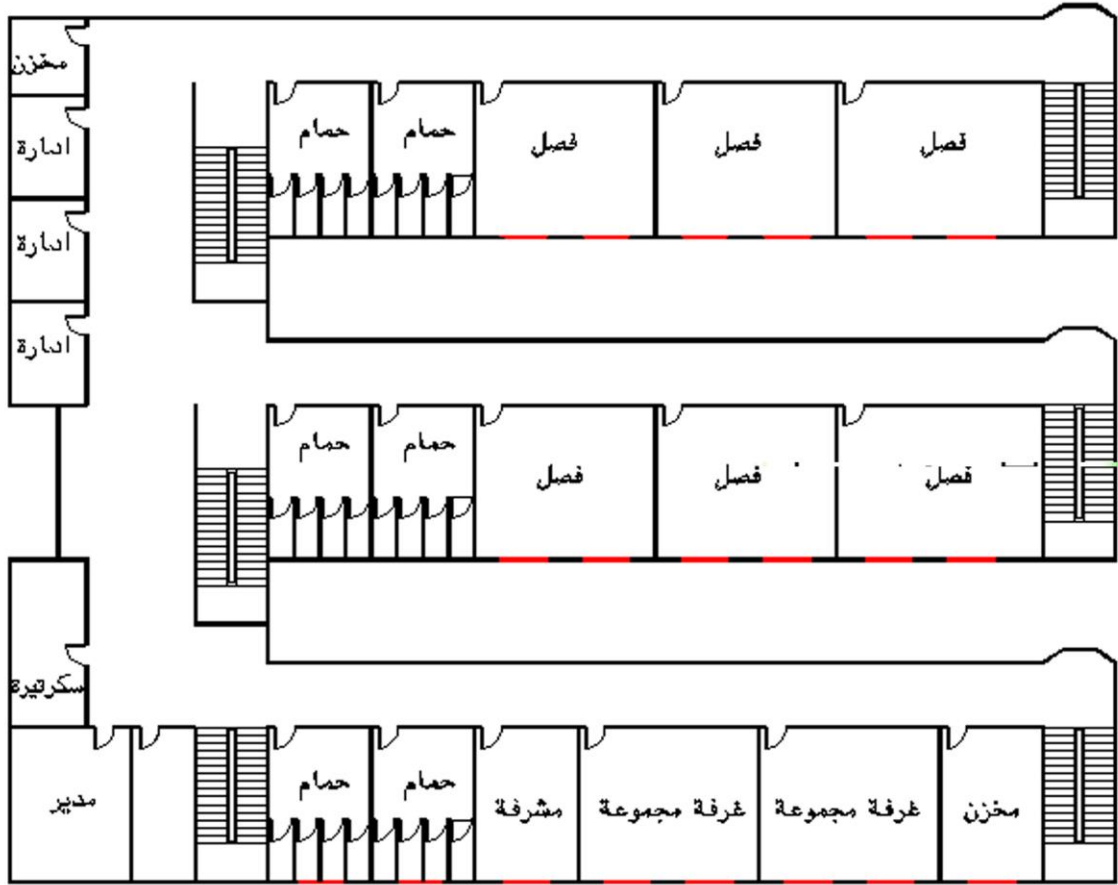 مخزن
حمام
حمام
فصل
فصل
فصل
ادارة
ادارة
ادارة
حمام
حمام
فصل
فصل
فصل
سكرتيرة
مدير
حمام
حمام
مشرفة
غرفة مجموعة
غرفة مجموعة
مخزن